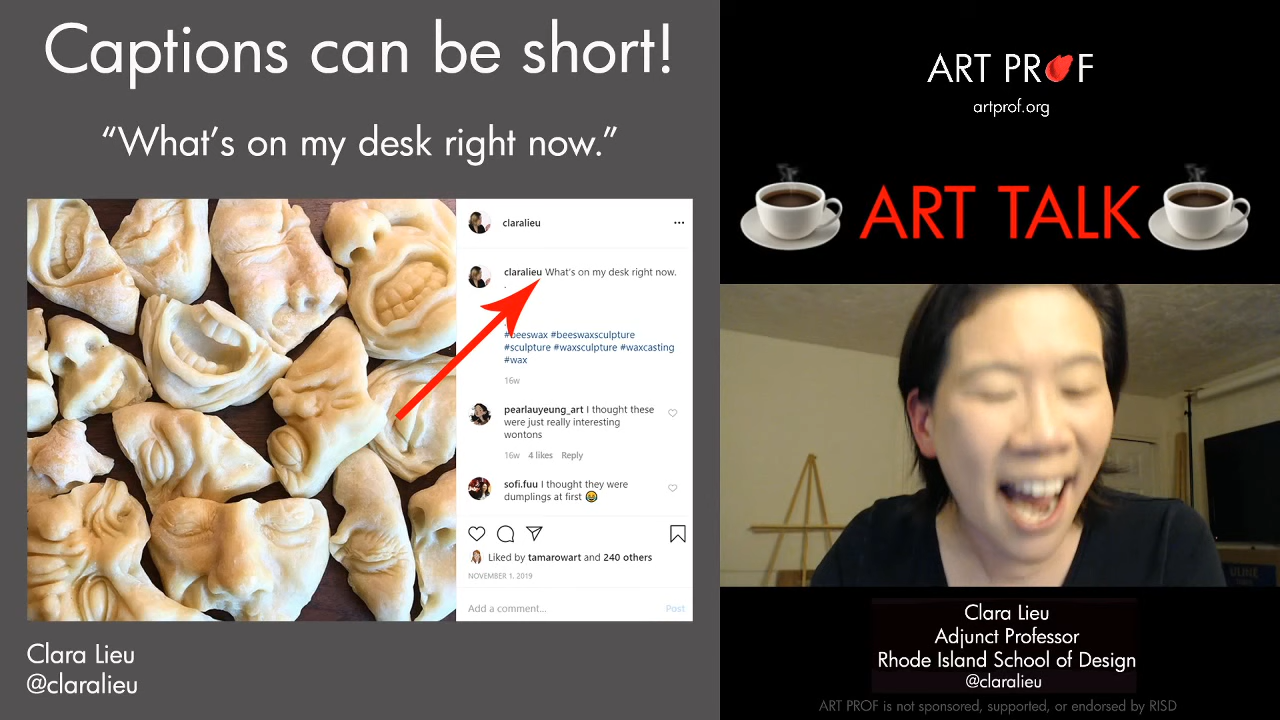 Captions can be short!
“What’s on my desk right now.”
claralieu
claralieu What's on my desk right now.
.
#beeswax #beeswaxsculpture
#sculpture #waxsculpture #waxcasting
#wax
16w
pearlauyeung_art I thought these
were just really interesting
wontons
16w 4 likes Reply
sofi.fuu I thought they were
dumplings at first 😂
Liked by tamarowart and 240 others
NOVEMBER 1, 2019
Add a comment...
Post
Clara Lieu
@claralieu
ART PROF
artprof.org
ART TALK
Clara Lieu
Adjunct Professor
Rhode Island School of Design
@claralieu
ART PROF is not sponsored, supported, or endorsed by RISD